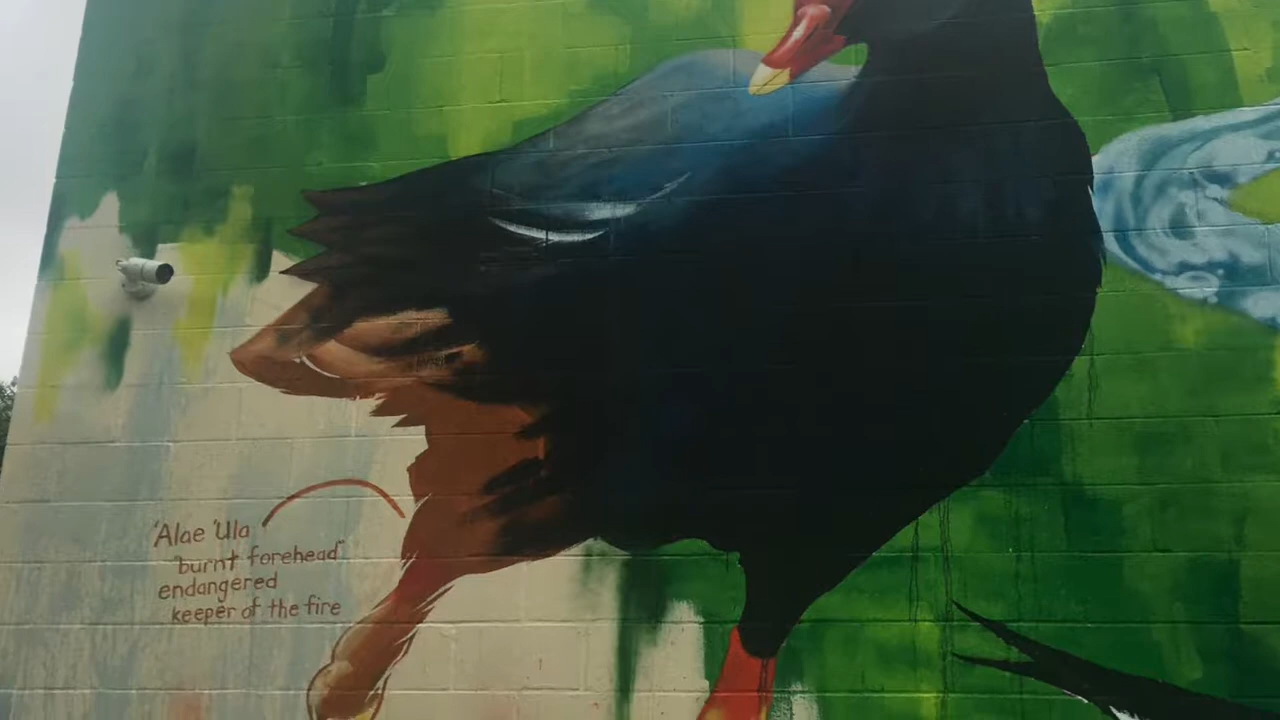 'Alae 'Ula
"burnt forehead"
endangered
keeper of the fire